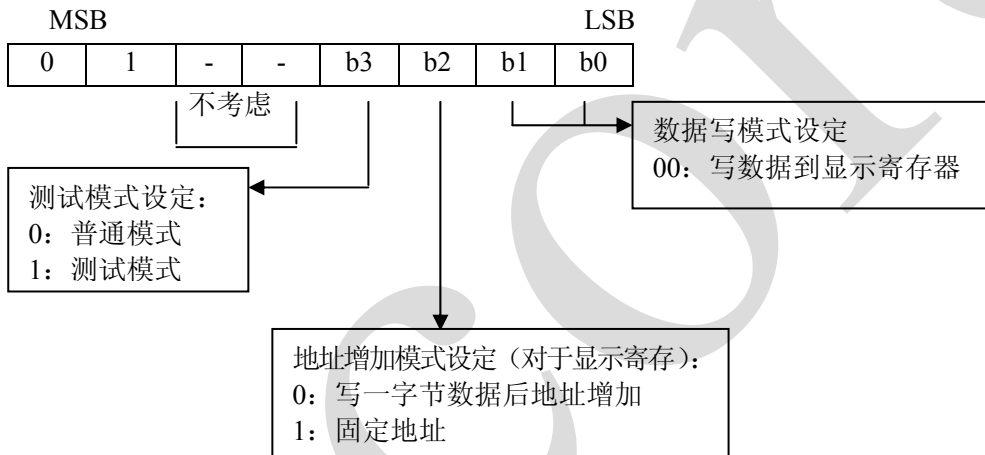 MSB LSB
0 1 - - b3 b2 b1 b0
不考虑
数据写模式设定
00：写数据到显示寄存器
测试模式设定：
0：普通模式
1：测试模式
地址增加模式设定（对于显示寄存）：
0：写一字节数据后地址增加
1：固定地址